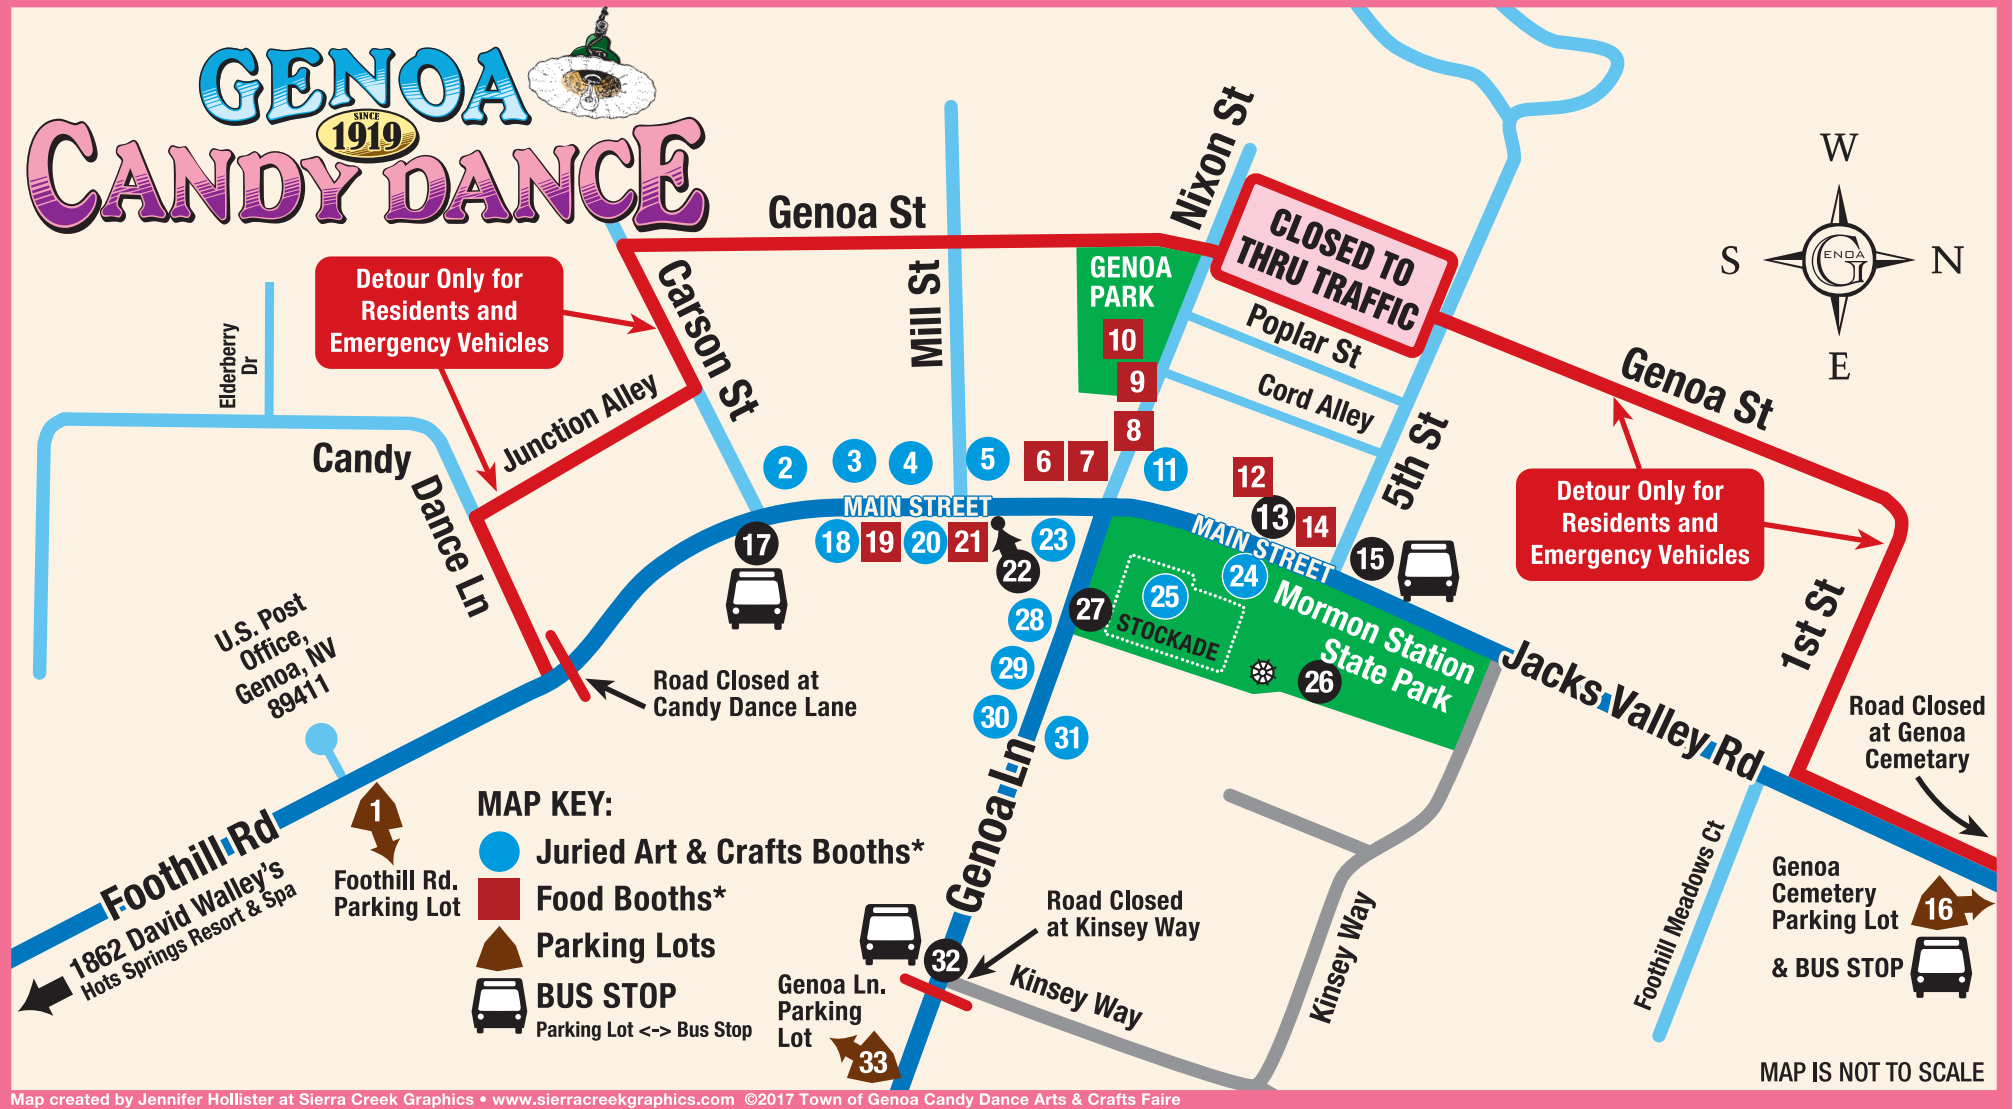 GENOA
SINCE
1919
CANDY DANCE
Genoa St
Nixon St
CLOSED TO
THRU TRAFFIC
W
S
GENOA
N
E
Detour Only for
Residents and
Emergency Vehicles
Elderberry
Dr
Carson St
Mill St
GENOA
PARK
10
9
8
Poplar St
Cord Alley
5th St
Genoa St
Junction Alley
Candy
Dance Ln
2
3
4
5
6
7
11
12
13
14
15
MAIN STREET
MAIN STREET
17
18
19
20
21
22
23
24
25
STOCKADE
26
27
Mormon Station
State Park
Detour Only for
Residents and
Emergency Vehicles
1st St
Jacks Valley Rd
Road Closed
at Genoa
Cemetary
U.S. Post
Office,
Genoa, NV
89411
Road Closed at
Candy Dance Lane
28
29
30
31
Genoa Ln
1
Foothill Rd.
Parking Lot
Foothill Rd
1862 David Walley's
Hots Springs Resort & Spa
MAP KEY:
Juried Art & Crafts Booths*
Food Booths*
Parking Lots
BUS STOP
Parking Lot <-> Bus Stop
32
Road Closed
at Kinsey Way
Kinsey Way
Kinsey Way
Genoa Ln.
Parking
Lot
33
Foothill Meadows Ct
Genoa
Cemetery
Parking Lot
16
& BUS STOP
MAP IS NOT TO SCALE
Map created by Jennifer Hollister at Sierra Creek Graphics • www.sierracreekgraphics.com ©2017 Town of Genoa Candy Dance Arts & Crafts Faire